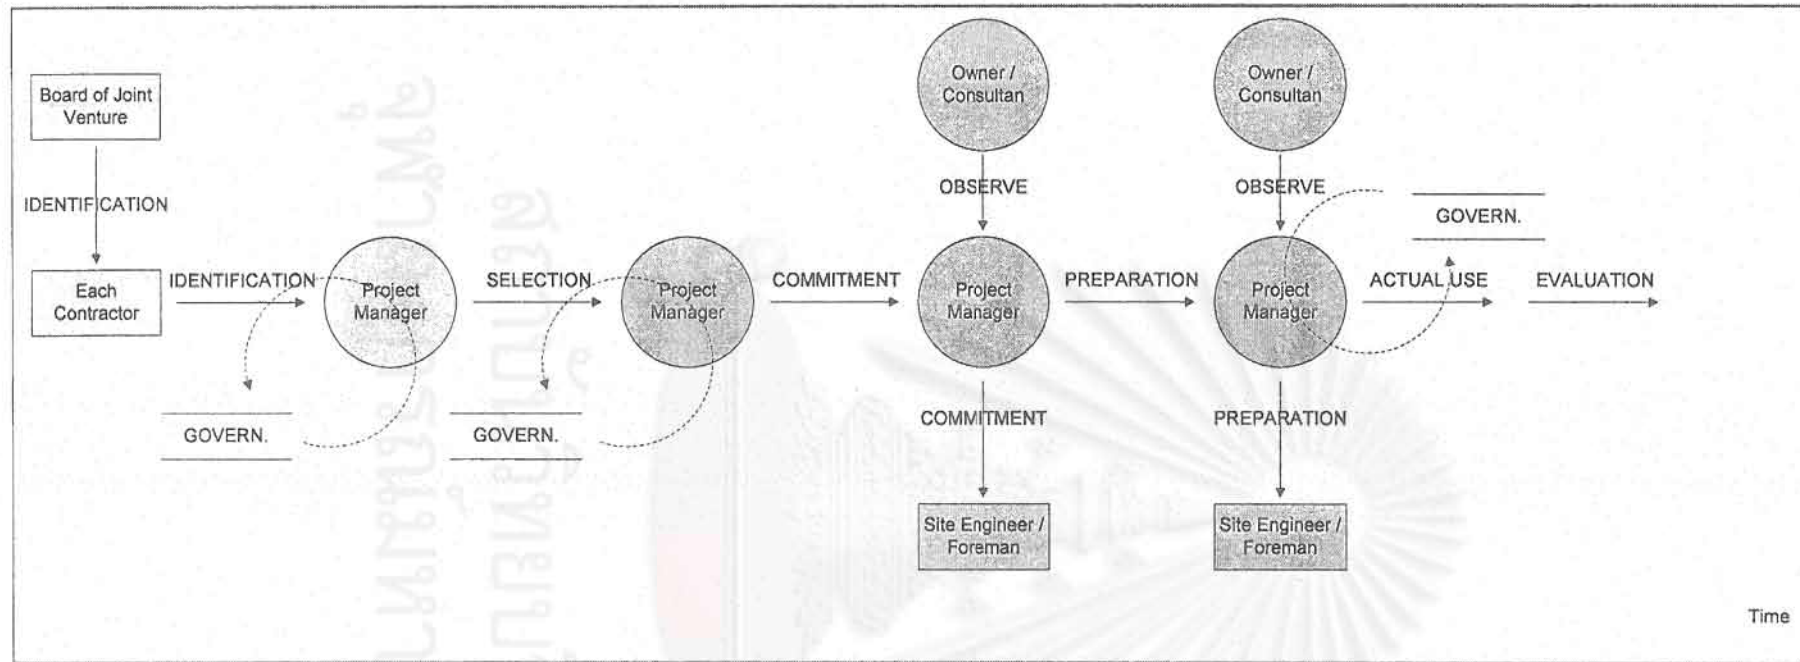 Owner /
Consultan
Owner /
Consultan
Board of Joint
Venture
OBSERVE
OBSERVE
IDENTIFICATION
GOVERN.
Each
Contractor
IDENTIFICATION
Project
Manager
SELECTION
Project
Manager
COMMITMENT
Project
Manager
PREPARATION
Project
Manager
ACTUAL USE
EVALUATION
GOVERN.
GOVERN.
COMMITMENT
PREPARATION
Site Engineer /
Foreman
Site Engineer /
Foreman
Time